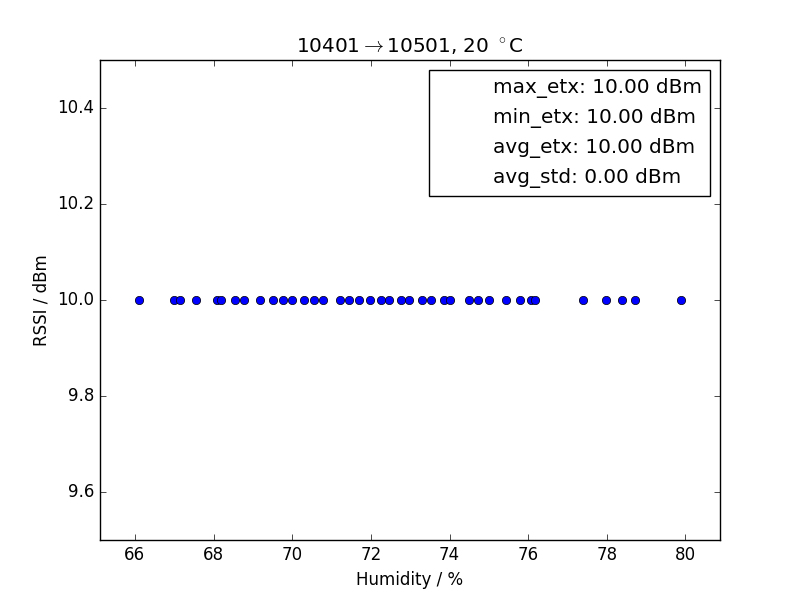 10401→10501, 20 °C
max_etx: 10.00 dBm
min_etx: 10.00 dBm
avg_etx: 10.00 dBm
avg_std: 0.00 dBm
RSSI / dBm
10.4
10.2
10.0
9.8
9.6
66 68 70 72 74 76 78 80
Humidity / %